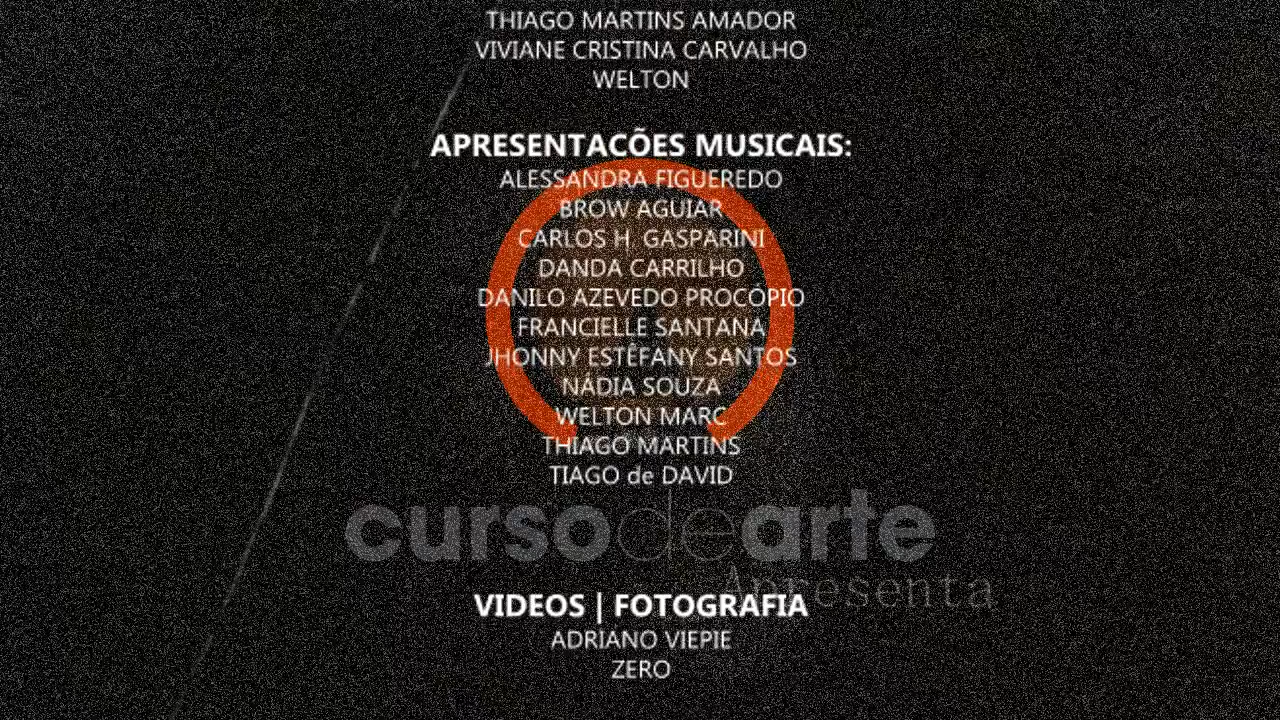 THIAGO MARTINS AMADOR
VIVIANE CRISTINA CARVALHO
WELTON
APRESENTACÕES MUSICAIS:
ALESSANDRA FIGUEREDO
BROW AGUIAR
CARLOS H. GASPARINI
DANDA CARRILHO
DANILO AZEVEDO PROCÓPIO
FRANCIELLE SANTANA
JHONNY ESTÊFANY SANTOS
NÁDIA SOUZA
WELTON MARC
THIAGO MARTINS
TIAGO de DAVID
cursodearte
Apresenta
VIDEOS | FOTOGRAFIA
ADRIANO VIEPIE
ZERO